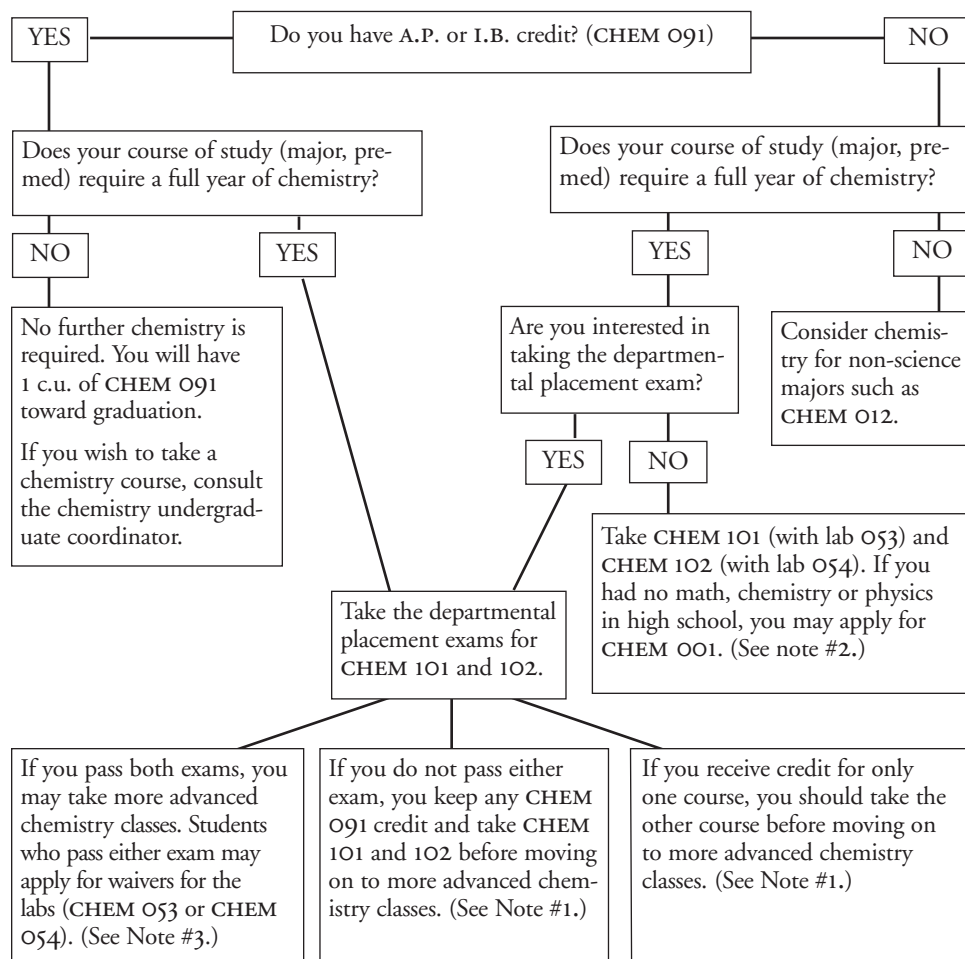 YES
Do you have A.P. or I.B. credit? (CHEM 091)
NO
Does your course of study (major, pre-
med) require a full year of chemistry?
Does your course of study (major, pre-
med) require a full year of chemistry?
NO
YES
YES
NO
No further chemistry is
required. You will have
1 c.u. of CHEM 091
toward graduation.
If you wish to take a
chemistry course, consult
the chemistry undergrad-
uate coordinator.
Are you interested in
taking the departmen-
tal placement exam?
Consider chemis-
try for non-science
majors such as
CHEM 012.
YES
NO
Take CHEM 101 (with lab 053) and
CHEM 102 (with lab 054). If you
had no math, chemistry or physics
in high school, you may apply for
CHEM 001. (See note #2.)
Take the departmental
placement exams for
CHEM 101 and 102.
If you pass both exams, you
may take more advanced
chemistry classes. Students
who pass either exam may
apply for waivers for the
labs (CHEM 053 or CHEM
054). (See Note #3.)
If you do not pass either
exam, you keep any CHEM
091 credit and take CHEM
101 and 102 before moving
on to more advanced chem-
istry classes. (See Note #1.)
If you receive credit for only
one course, you should take the
other course before moving on
to more advanced chemistry
classes. (See Note #1.)